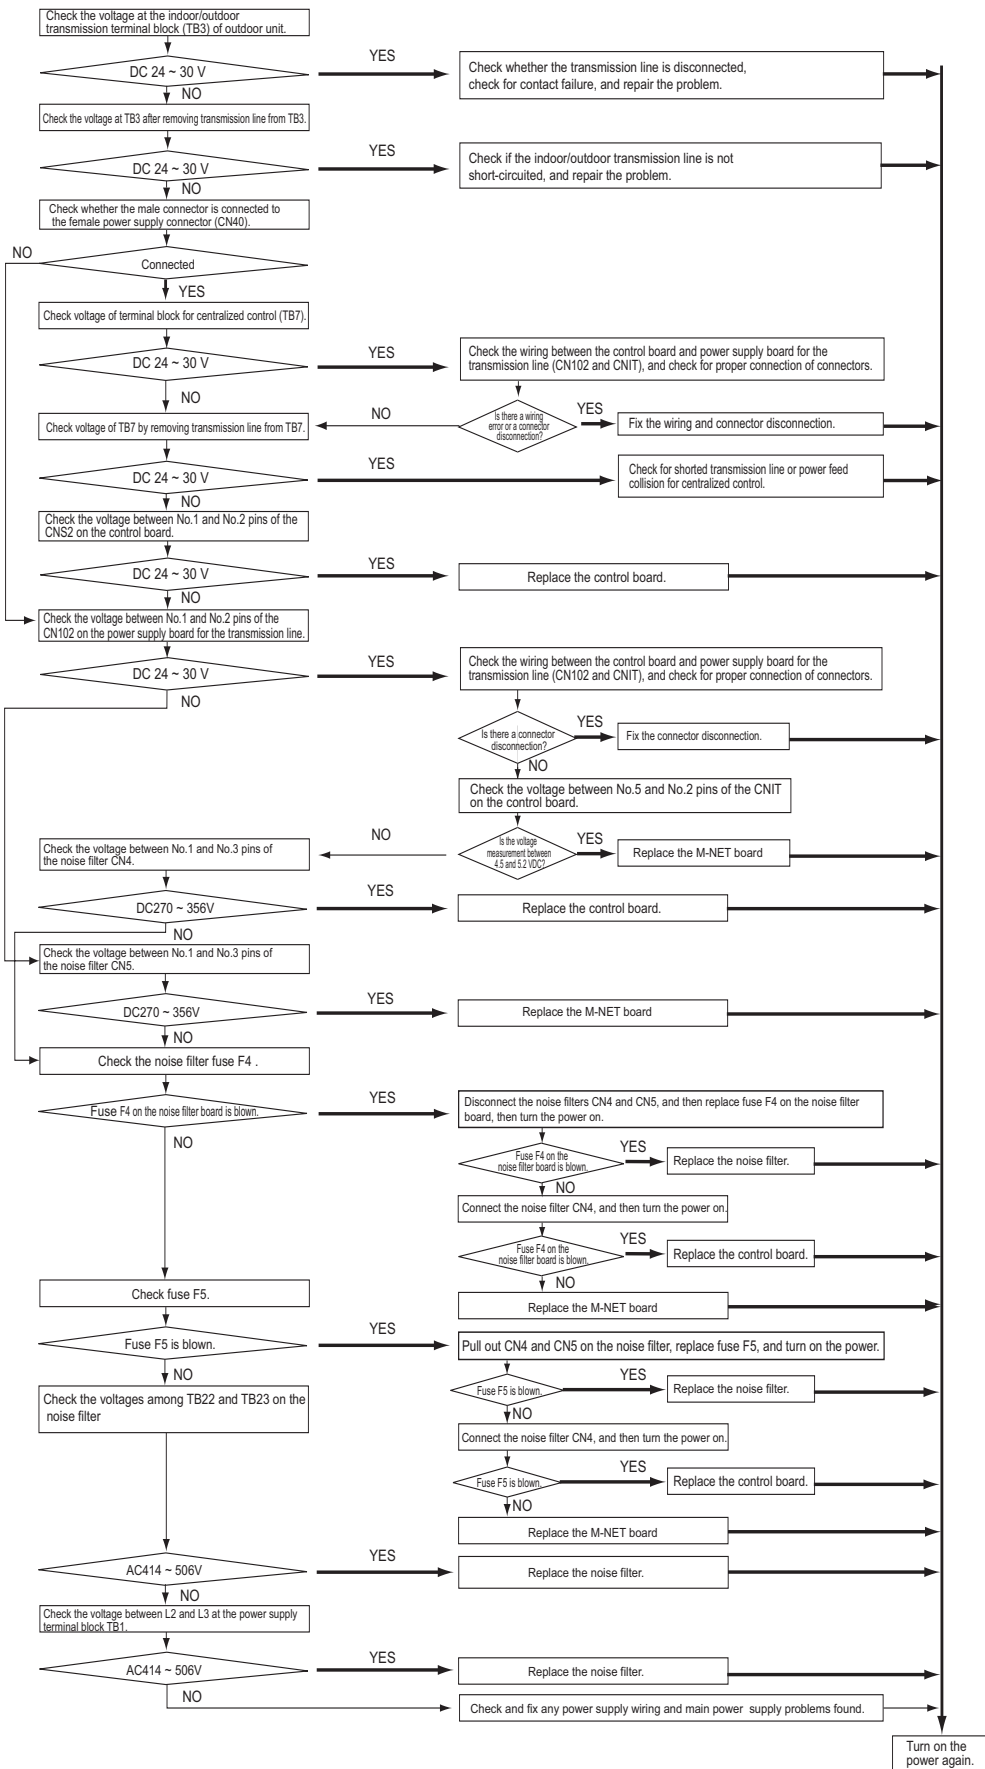 Check the voltage at the indoor/outdoor
transmission terminal block (TB3) of outdoor unit.
DC 24 ~ 30 V
YES
Check whether the transmission line is disconnected,
check for contact failure, and repair the problem.
NO
Check the voltage at TB3 after removing transmission line from TB3.
DC 24 ~ 30 V
YES
Check if the indoor/outdoor transmission line is not
short-circuited, and repair the problem.
NO
Check whether the male connector is connected to
the female power supply connector (CN40).
NO
Connected
YES
Check voltage of terminal block for centralized control (TB7).
DC 24 ~ 30 V
YES
Check the wiring between the control board and power supply board for the
transmission line (CN102 and CNIT), and check for proper connection of connectors.
NO
Check voltage of TB7 by removing transmission line from TB7.
NO
Is there a wiring
error or a connector
disconnection?
YES
Fix the wiring and connector disconnection.
DC 24 ~ 30 V
YES
Check for shorted transmission line or power feed
collision for centralized control.
NO
Check the voltage between No.1 and No.2 pins of the
CNS2 on the control board.
DC 24 ~ 30 V
YES
Replace the control board.
NO
Check the voltage between No.1 and No.2 pins of the
CN102 on the power supply board for the transmission line.
DC 24 ~ 30 V
YES
Check the wiring between the control board and power supply board for the
transmission line (CN102 and CNIT), and check for proper connection of connectors.
NO
Is there a connector
disconnection?
YES
Fix the connector disconnection.
NO
Check the voltage between No.5 and No.2 pins of the CNIT
on the control board.
Is the voltage
measurement between
4.5 and 5.2 VDC?
YES
Replace the M-NET board
NO
Check the voltage between No.1 and No.3 pins of
the noise filter CN4.
DC270 ~ 356V
YES
Replace the control board.
NO
Check the voltage between No.1 and No.3 pins of
the noise filter CN5.
DC270 ~ 356V
YES
Replace the M-NET board
NO
Check the noise filter fuse F4 .
Fuse F4 on the noise filter board is blown.
YES
Disconnect the noise filters CN4 and CN5, and then replace fuse F4 on the noise filter
board, then turn the power on.
NO
Fuse F4 on the
noise filter board is blown.
YES
Replace the noise filter.
NO
Connect the noise filter CN4, and then turn the power on.
Fuse F4 on the
noise filter board is blown.
YES
Replace the control board.
NO
Replace the M-NET board
Check fuse F5.
Fuse F5 is blown.
YES
Pull out CN4 and CN5 on the noise filter, replace fuse F5, and turn on the power.
NO
Fuse F5 is blown.
YES
Replace the noise filter.
NO
Check the voltages among TB22 and TB23 on the
noise filter
Connect the noise filter CN4, and then turn the power on.
Fuse F5 is blown.
YES
Replace the control board.
NO
Replace the M-NET board
AC414 ~ 506V
YES
Replace the noise filter.
NO
Check the voltage between L2 and L3 at the power supply
terminal block TB1.
AC414 ~ 506V
YES
Replace the noise filter.
NO
Check and fix any power supply wiring and main power supply problems found.
Turn on the
power again.